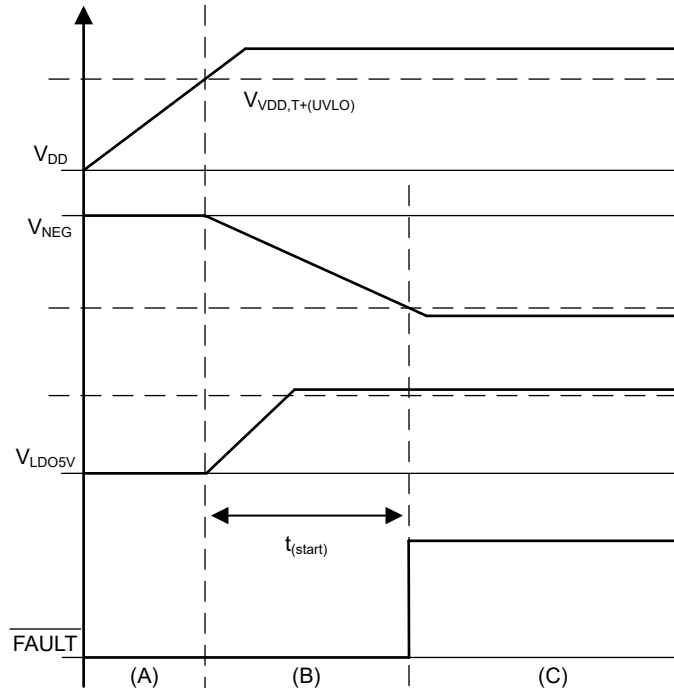 V_VDD,T+(UVLO)
V_DD
V_NEG
V_LDO5V
t_(start)
FAULT
(A) (B) (C)